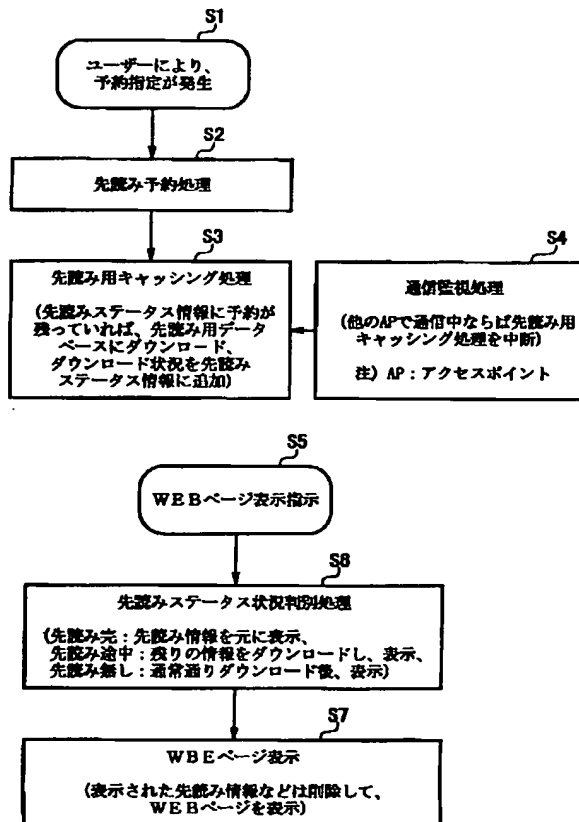 S1
ユーザーにより、
予約指定が発生
S2
先読み予約処理
S3
先読み用キャッシング処理
(先読みステータス情報に予約が
残っていれば、先読み用データ
ベースにダウンロード、
ダウンロード状況を先読み
ステータス情報に追加)
S4
通信監視処理
(他のAPで通信中ならば先読み用
キャッシング処理を中断)
注) AP：アクセスポイント
S5
WEBページ表示指示
S8
先読みステータス状況判別処理
(先読み完：先読み情報を元に表示、
先読み途中：残りの情報をダウンロードし、表示、
先読み無し：通常通りダウンロード後、表示)
S7
WBEページ表示
(表示された先読み情報などは削除して、
WEBページを表示)